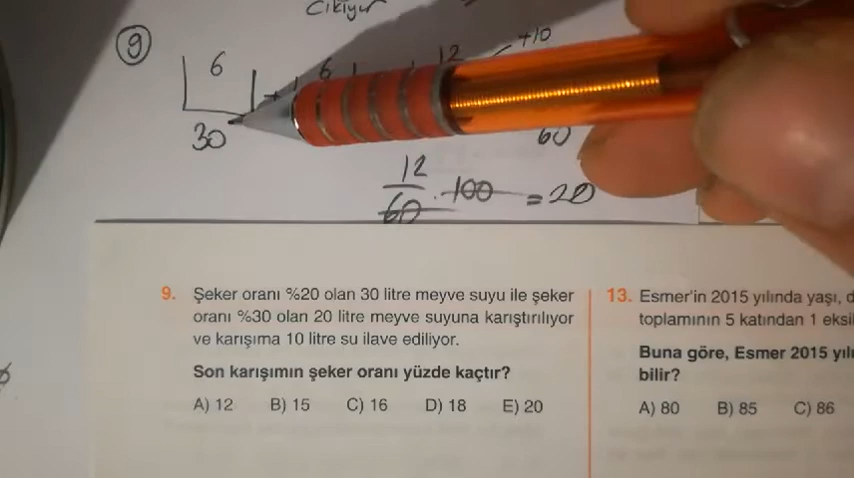 Cikiyor
9
6 + 6 12 +10
30 60
12
60 . 100 = 20
9. Şeker oranı %20 olan 30 litre meyve suyu ile şeker
oranı %30 olan 20 litre meyve suyuna karıştırılıyor
ve karışıma 10 litre su ilave ediliyor.
Son karışımın şeker oranı yüzde kaçtır?
A) 12 B) 15 C) 16 D) 18 E) 20
13. Esmer'in 2015 yılında yaşı,
toplamının 5 katından 1
Buna göre, Esmer 2015
bilir?
A) 80 B) 85 C) 86